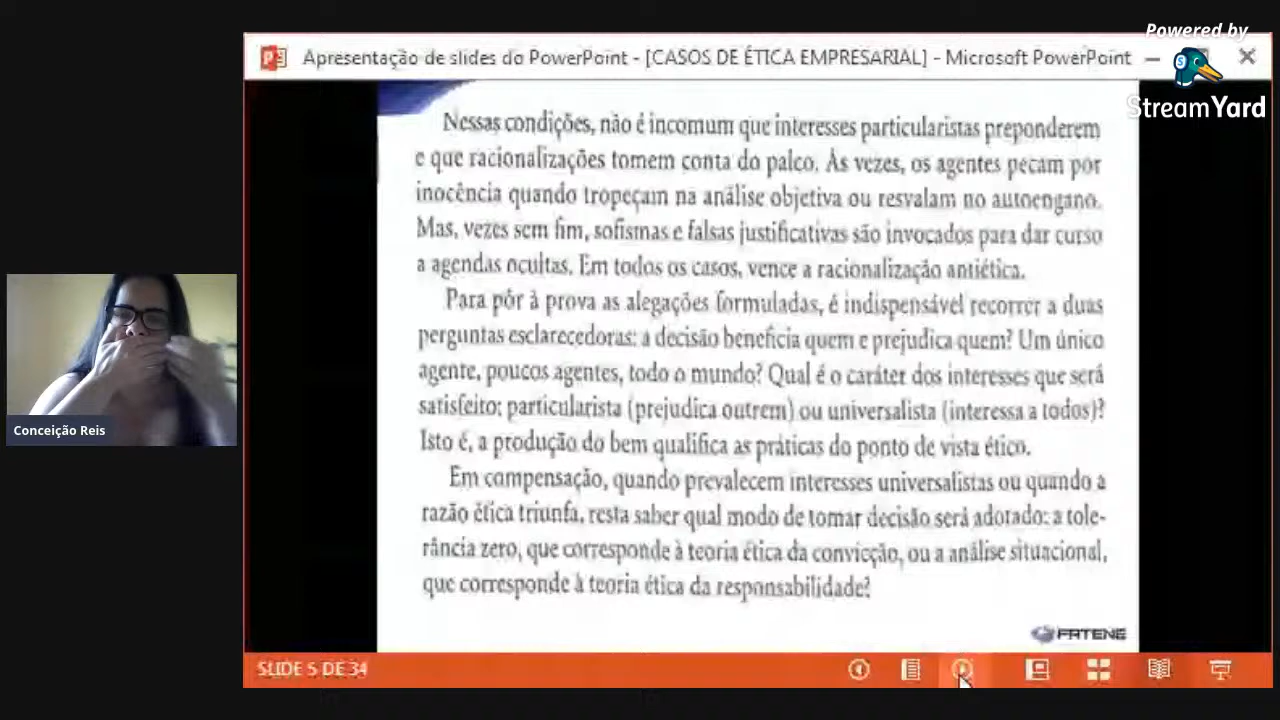 Powered by
StreamYard
Apresentação de slides do PowerPoint - [CASOS DE ÉTICA EMPRESARIAL] - Microsoft PowerPoint
Nessas condições, não é incomum que interesses particularistas preponderem
e que racionalizações tomem conta do palco. Às vezes, os agentes pecam por
inocência quando tropeçam na análise objetiva ou resvalam no autoengano.
Mas, vezes sem fim, sofismas e falsas justificativas são invocados para dar curso
a agendas ocultas. Em todos os casos, vence a racionalização antiética.
Para pôr à prova as alegações formuladas, é indispensável recorrer a duas
perguntas esclarecedoras: a decisão beneficia quem e prejudica quem? Um único
agente, poucos agentes, todo o mundo? Qual é o caráter dos interesses que será
satisfeito: particularista (prejudica outrem) ou universalista (interessa a todos)?
Isto é, a produção do bem qualifica as práticas do ponto de vista ético.
Em compensação, quando prevalecem interesses universalistas ou quando a
razão ética triunfa, resta saber qual modo de tomar decisão será adotado: a tole-
rância zero, que corresponde à teoria ética da convicção, ou a análise situacional,
que corresponde à teoria ética da responsabilidade?
FATENE
Conceição Reis
SLIDE 5 DE 34